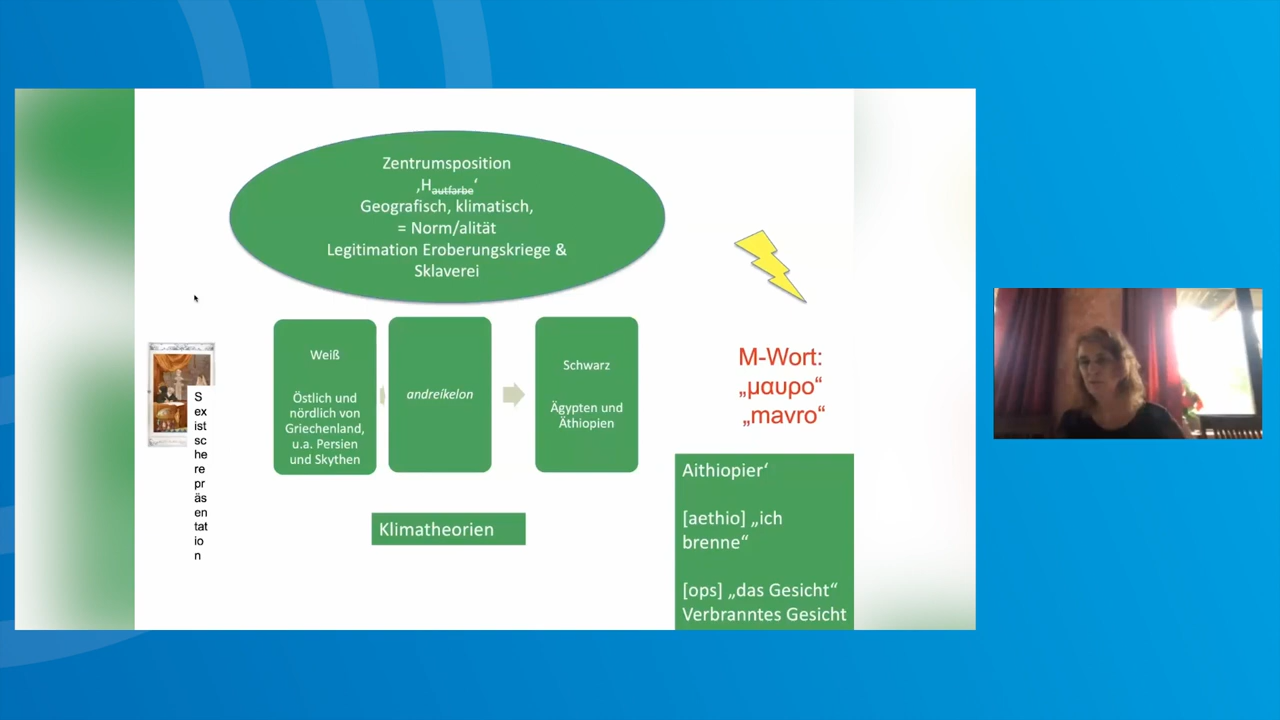 Zentrumsposition
‚Hautfarbe‘
Geografisch, klimatisch,
= Norm/alität
Legitimation Eroberungskriege &
Sklaverei
Weiß
Östlich und
nördlich von
Griechenland,
u.a. Persien
und Skythen
andreíkelon
Schwarz
Ägypten und
Äthiopien
Klimatheorien
M-Wort:
„μαυρο“
„mavro“
Aithiopier‘
[aethio] „ich
brenne“
[ops] „das Gesicht“
Verbranntes Gesicht
S
ex
ist
sc
he
re
pr
äs
en
tat
io
n